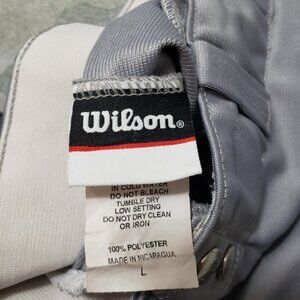 Wilson®
IN COLD WATER
DO NOT BLEACH
TUMBLE DRY
LOW SETTING
DO NOT DRY CLEAN
OR IRON
100% POLYESTER
MADE IN NICARAGUA
L